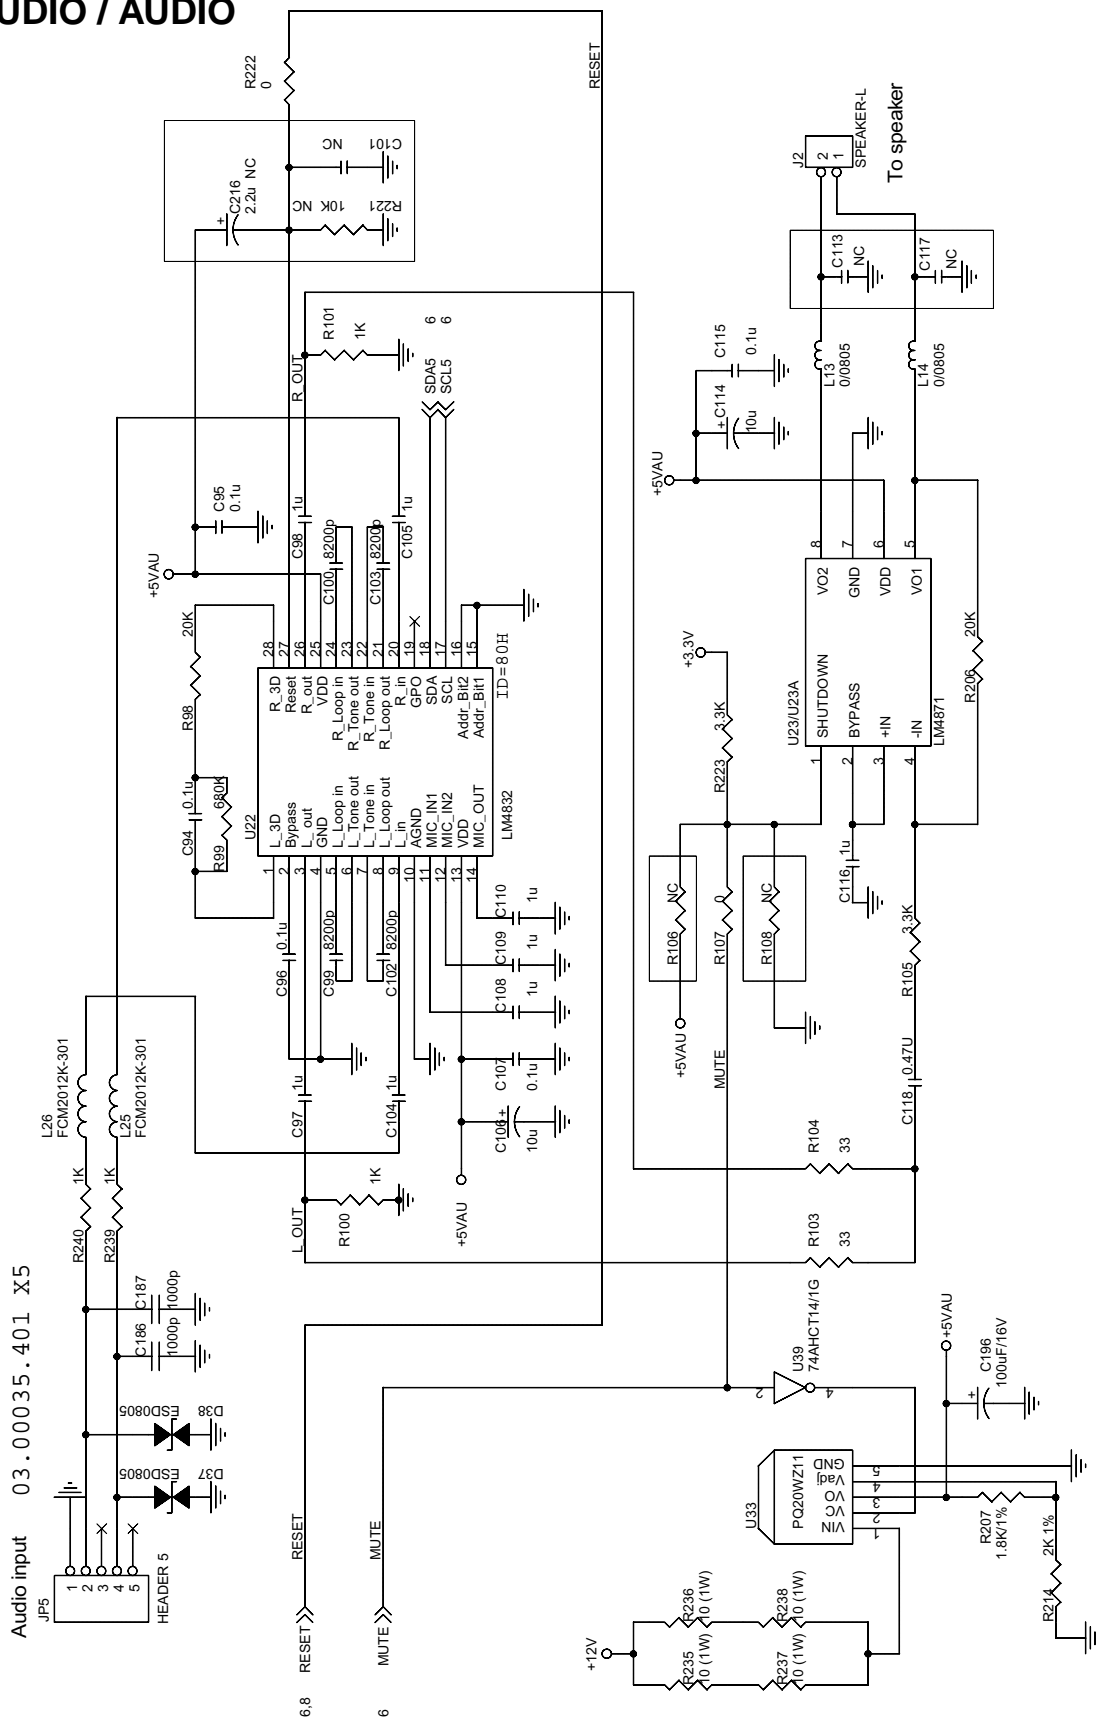 UDIO / AUDIO
Audio input
03.00035.401 X5
JP5
1
2
3
4
5
HEADER 5
D37
ESD0805
D38
ESD0805
C186
1000p
C187
1000p
R240
1K
R239
1K
L26
FCM2012K-301
L25
FCM2012K-301
R222
0
RESET
C216
2.2u NC
C101
NC
R221
10K NC
+5VAU
C95
0.1u
R98
20K
C94
0.1u
R99
680K
U22
LM4832
ID=80H
1
2
3
4
5
6
7
8
9
10
11
12
13
14
L_3D
Bypass
L_out
GND
L_Loop in
L_Tone out
L_Tone in
L_Loop out
L_in
AGND
MIC_IN1
MIC_IN2
VDD
MIC_OUT
28
27
26
25
24
23
22
21
20
19
18
17
16
15
R_3D
Reset
R_out
VDD
R_Loop in
R_Tone out
R_Tone in
R_Loop out
R_in
GPO
SDA
SCL
Addr_Bit2
Addr_Bit1
C98
1u
C100
8200p
C103
8200p
C105
1u
R_OUT
R101
1K
SDA5
6
SCL5
6
C96
0.1u
C99
8200p
C102
8200p
C97
1u
C104
1u
L_OUT
R100
1K
+5VAU
C106
+
10u
C107
0.1u
C108
1u
C109
1u
C110
1u
6,8
RESET
RESET
6
MUTE
MUTE
J2
2
1
SPEAKER-L
To speaker
C113
NC
C117
NC
L13
0/0805
L14
0/0805
+5VAU
C114
+
10u
C115
0.1u
U23/U23A
LM4871
SHUTDOWN
BYPASS
+IN
-IN
VO2
GND
VDD
VO1
1
2
3
4
8
7
6
5
R206
20K
+3.3V
R223
3.3K
R106
NC
R107
0
R108
NC
+5VAU
MUTE
C116
1u
R105
3.3K
C118
0.47U
R104
33
R103
33
U39
74AHCT14/1G
2
4
U33
PQ20WZ11
VIN
VC
VO
Vadj
GND
1
2
3
4
5
+5VAU
C196
100uF/16V
+
R207
1.8K/1%
R214
2K 1%
+12V
R235
10 (1W)
R236
10 (1W)
R237
10 (1W)
R238
10 (1W)